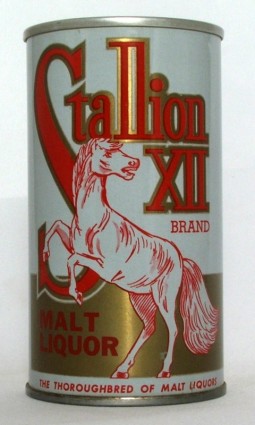 Stallion
XII
BRAND
MALT
LIQUOR
THE THOROUGHBRED OF MALT LIQUORS